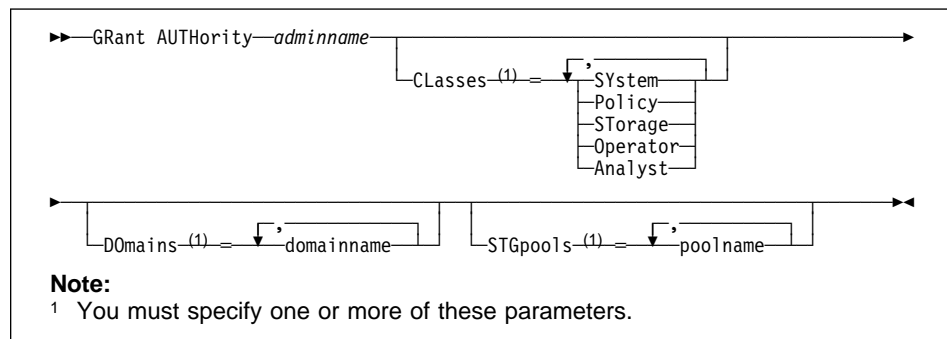 GRant AUTHority adminname
,
CLasses (1) = SYstem
Policy
STorage
Operator
Analyst
, ,
DOmains (1) = domainname STGpools (1) = poolname
Note:
1 You must specify one or more of these parameters.